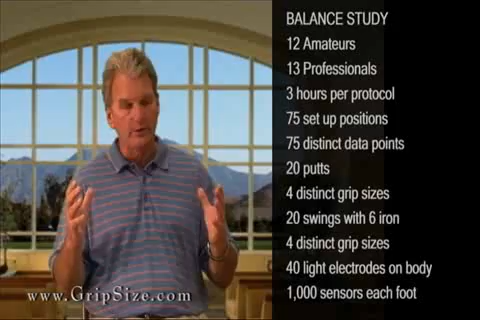 BALANCE STUDY
12 Amateurs
13 Professionals
3 hours per protocol
75 set up positions
75 distinct data points
20 putts
4 distinct grip sizes
20 swings with 6 iron
4 distinct grip sizes
40 light electrodes on body
1,000 sensors each foot
www.GripSize.com